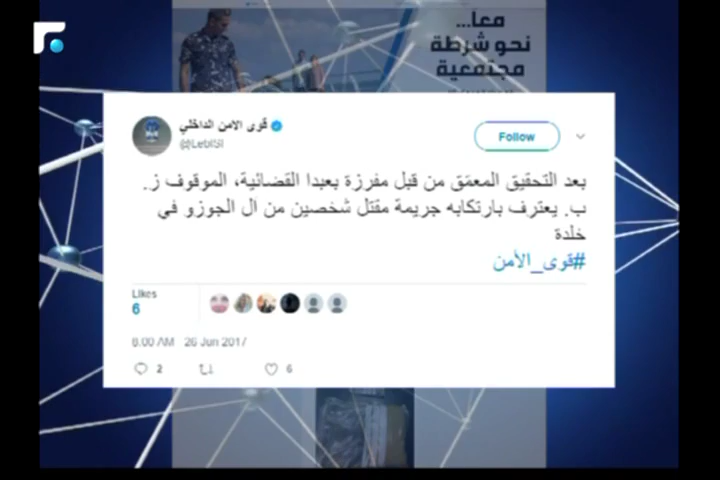 معا...
نحو شرطة
مجتمعية
قوى الامن الداخلي
@LebISF
Follow
بعد التحقيق المعمّق من قبل مفرزة بعبدا القضائية، الموقوف ز.
ب. يعترف بارتكابه جريمة مقتل شخصين من آل الجوزو في
خلدة
#قوى_الأمن
Likes
6
8:00 AM 26 Jun 2017
2
6